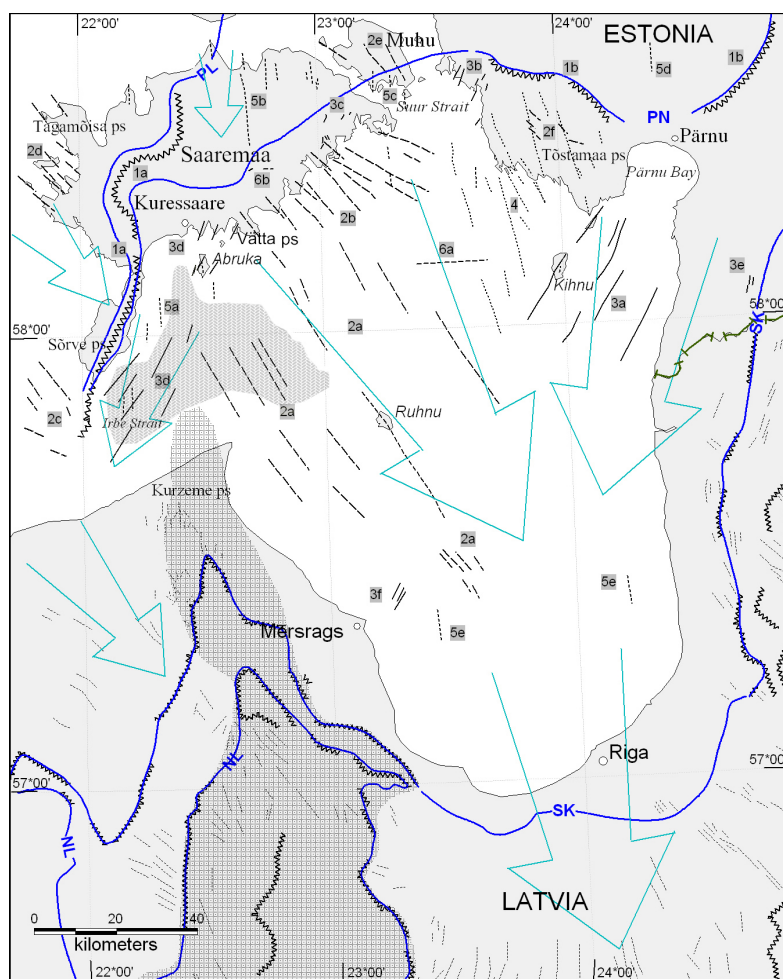 22°00'
23°00'
24°00'
ESTONIA
2e
Muhu
1b
1b
PL
3b
5d
5b
5c
Suur Strait
3c
PN
Tagamõisa ps
2f
Pärnu
2d
Saaremaa
Tõstamaa ps
1a
6b
4
Pärnu Bay
Kuressaare
2b
1a
3d
Vätta ps
6a
Abruka
Kihnu
3e
5a
3a
58°00'
58°00'
2a
SK
Sõrve ps
3d
2c
2a
Ruhnu
Irbe Strait
Kurzeme ps
2a
3f
5e
Mersrags
5e
Riga
57°00'
57°00'
NL
SK
NL
LATVIA
0 20 40
kilometers
22°00'
23°00'
24°00'